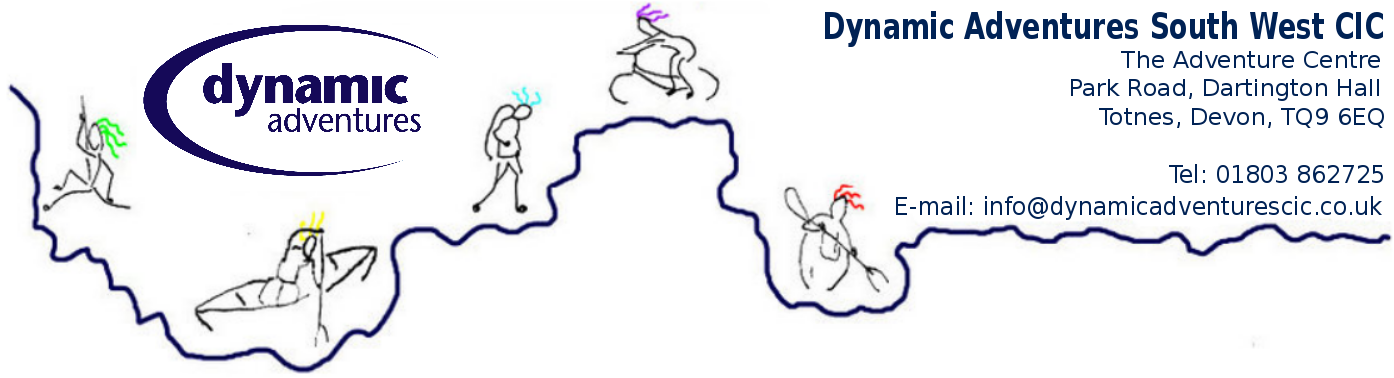 dynamic
adventures
Dynamic Adventures South West CIC
The Adventure Centre
Park Road, Dartington Hall
Totnes, Devon, TQ9 6EQ
Tel: 01803 862725
E-mail: info@dynamicadventurescic.co.uk